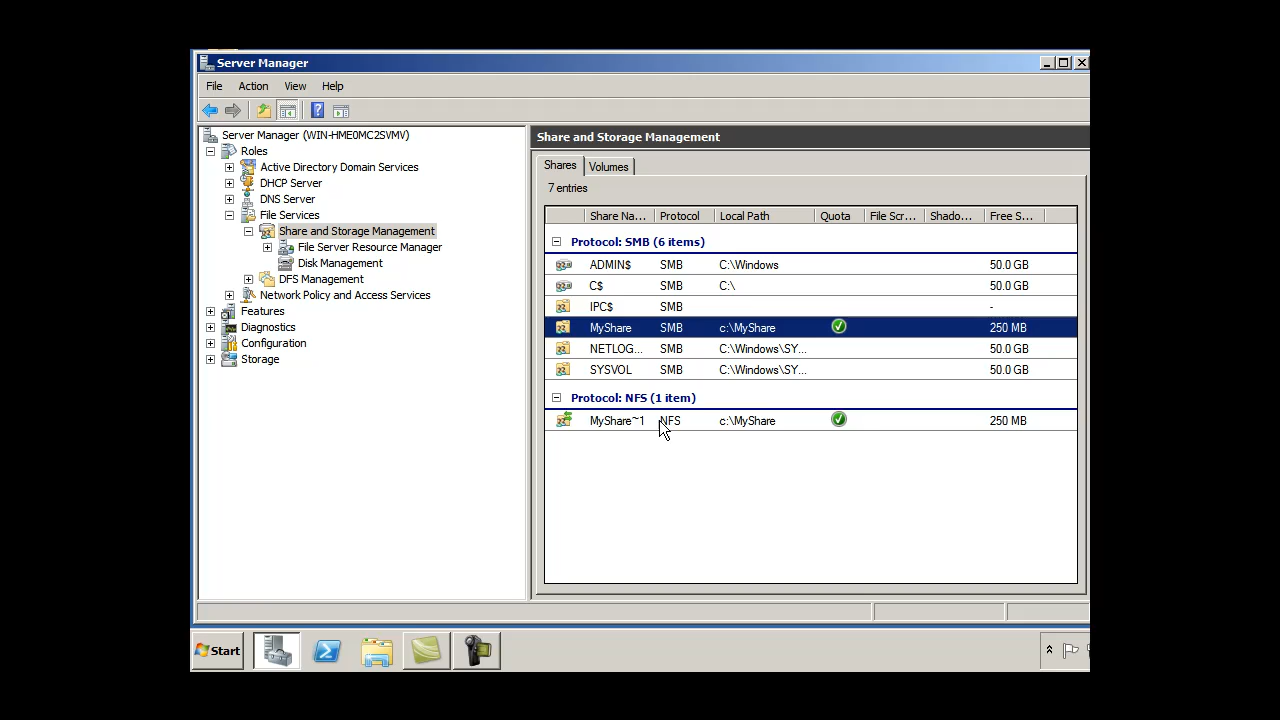 Server Manager
File Action View Help
Server Manager (WIN-HME0MC2SVMV)
Roles
Active Directory Domain Services
DHCP Server
DNS Server
File Services
Share and Storage Management
File Server Resource Manager
Disk Management
DFS Management
Network Policy and Access Services
Features
Diagnostics
Configuration
Storage
Share and Storage Management
Shares Volumes
7 entries
Share Na... Protocol Local Path Quota File Scr... Shado... Free S...
Protocol: SMB (6 items)
ADMIN$ SMB C:\Windows 50.0 GB
C$ SMB C:\ 50.0 GB
IPC$ SMB -
MyShare SMB c:\MyShare 250 MB
NETLOG... SMB C:\Windows\SY... 50.0 GB
SYSVOL SMB C:\Windows\SY... 50.0 GB
Protocol: NFS (1 item)
MyShare~1 NFS c:\MyShare 250 MB
Start